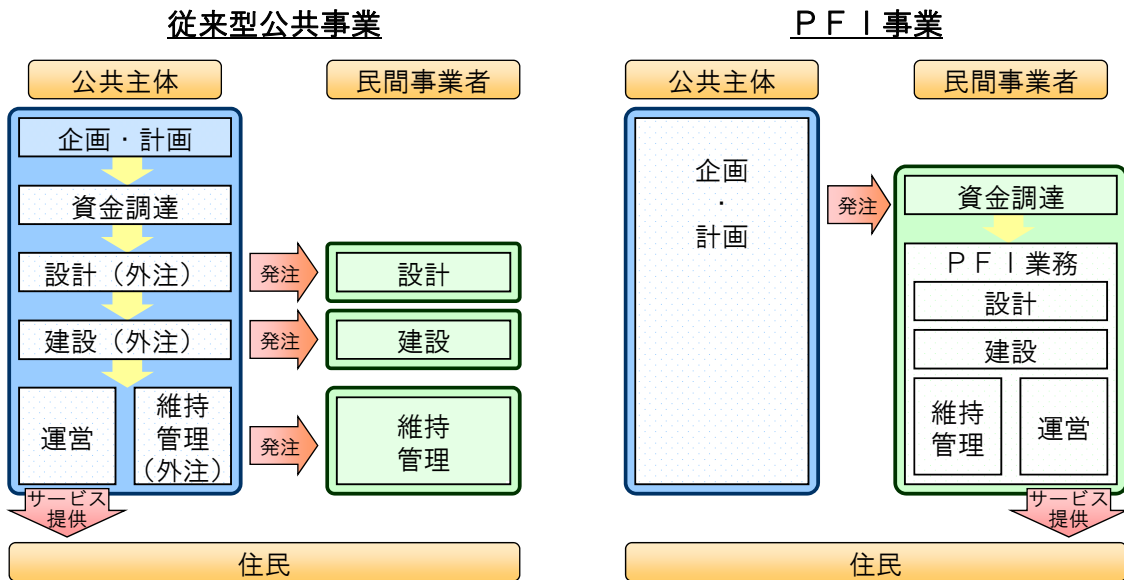 従来型公共事業
公共主体
民間事業者
企画・計画
資金調達
設計（外注）
発注
設計
建設（外注）
発注
建設
運営
維持
管理
（外注）
発注
維持
管理
サービス
提供
住民
ＰＦＩ事業
公共主体
民間事業者
企画
・
計画
発注
資金調達
ＰＦＩ業務
設計
建設
維持
管理
運営
サービス
提供
住民